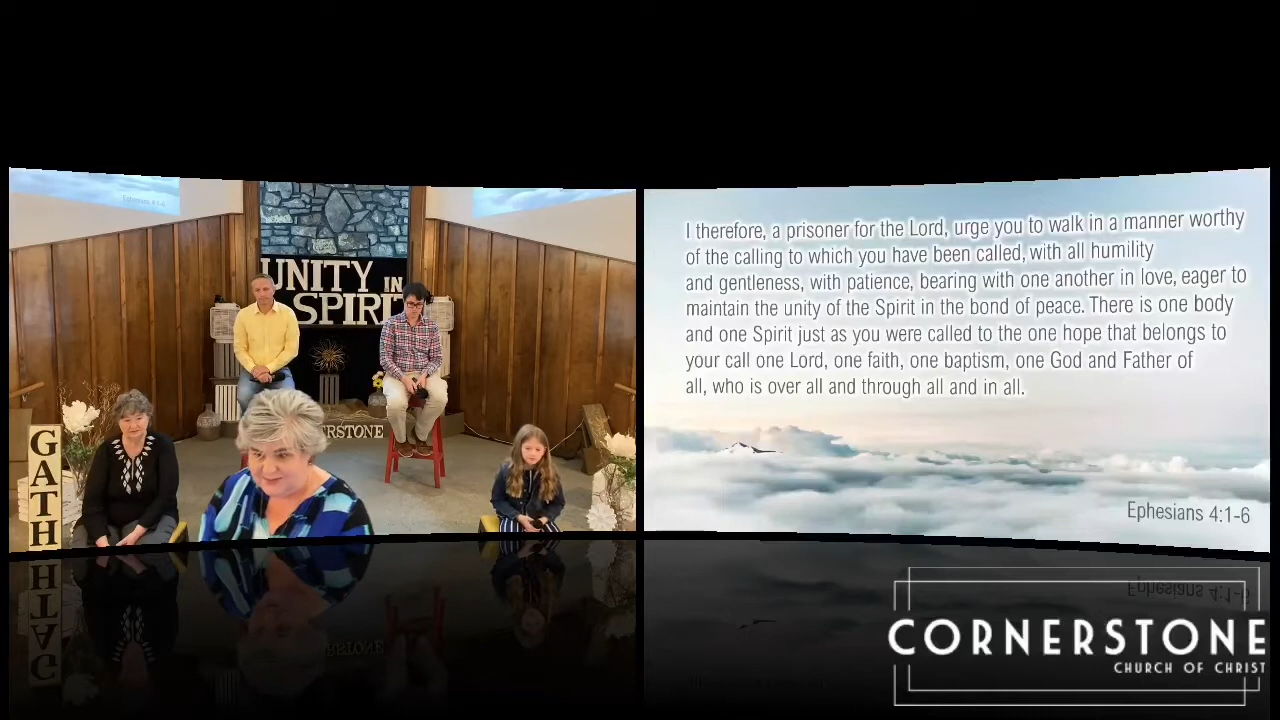 Ephesians 4:1-6
UNITY IN
SPIRIT
ERSTONE
GATH
I therefore, a prisoner for the Lord, urge you to walk in a manner worthy
of the calling to which you have been called, with all humility
and gentleness, with patience, bearing with one another in love, eager to
maintain the unity of the Spirit in the bond of peace. There is one body
and one Spirit just as you were called to the one hope that belongs to
your call one Lord, one faith, one baptism, one God and Father of
all, who is over all and through all and in all.
Ephesians 4:1-6
CORNERSTONE
CHURCH OF CHRIST